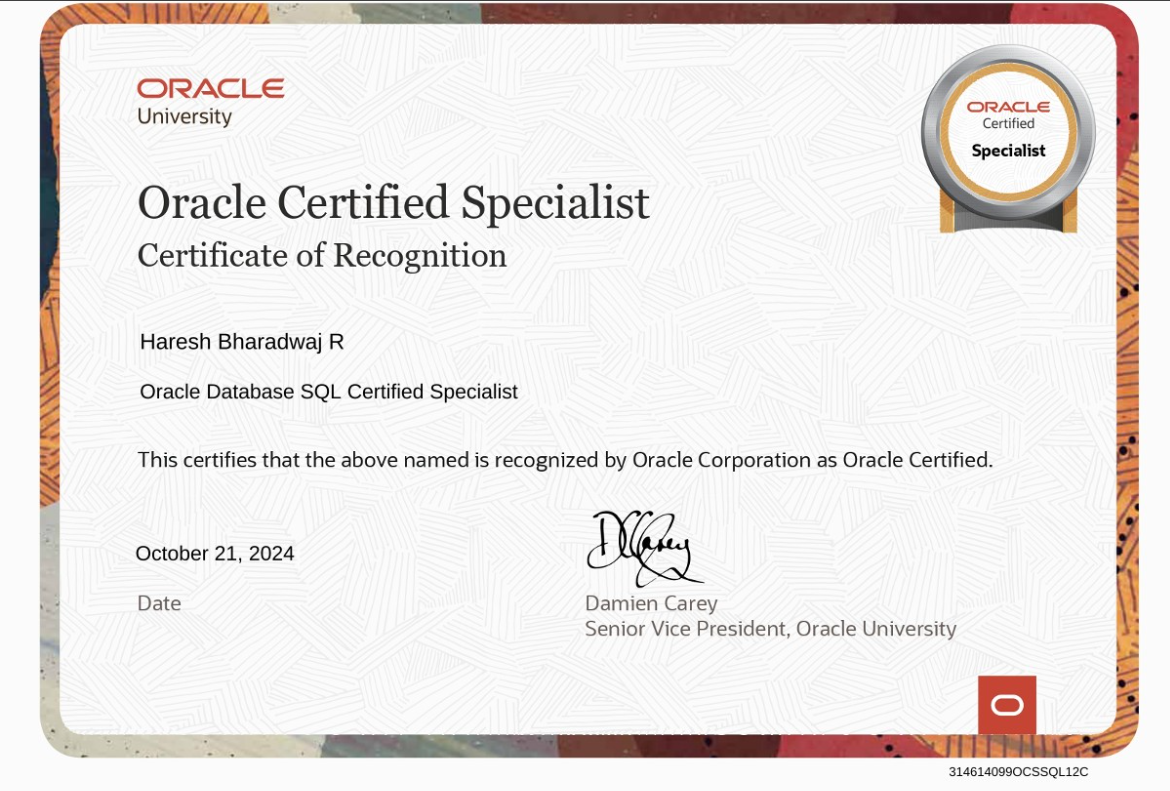 ORACLE
University
ORACLE
Certified
Specialist
Oracle Certified Specialist
Certificate of Recognition
Haresh Bharadwaj R
Oracle Database SQL Certified Specialist
This certifies that the above named is recognized by Oracle Corporation as Oracle Certified.
DCarey
October 21, 2024
Date
Damien Carey
Senior Vice President, Oracle University
314614099OCSSQL12C